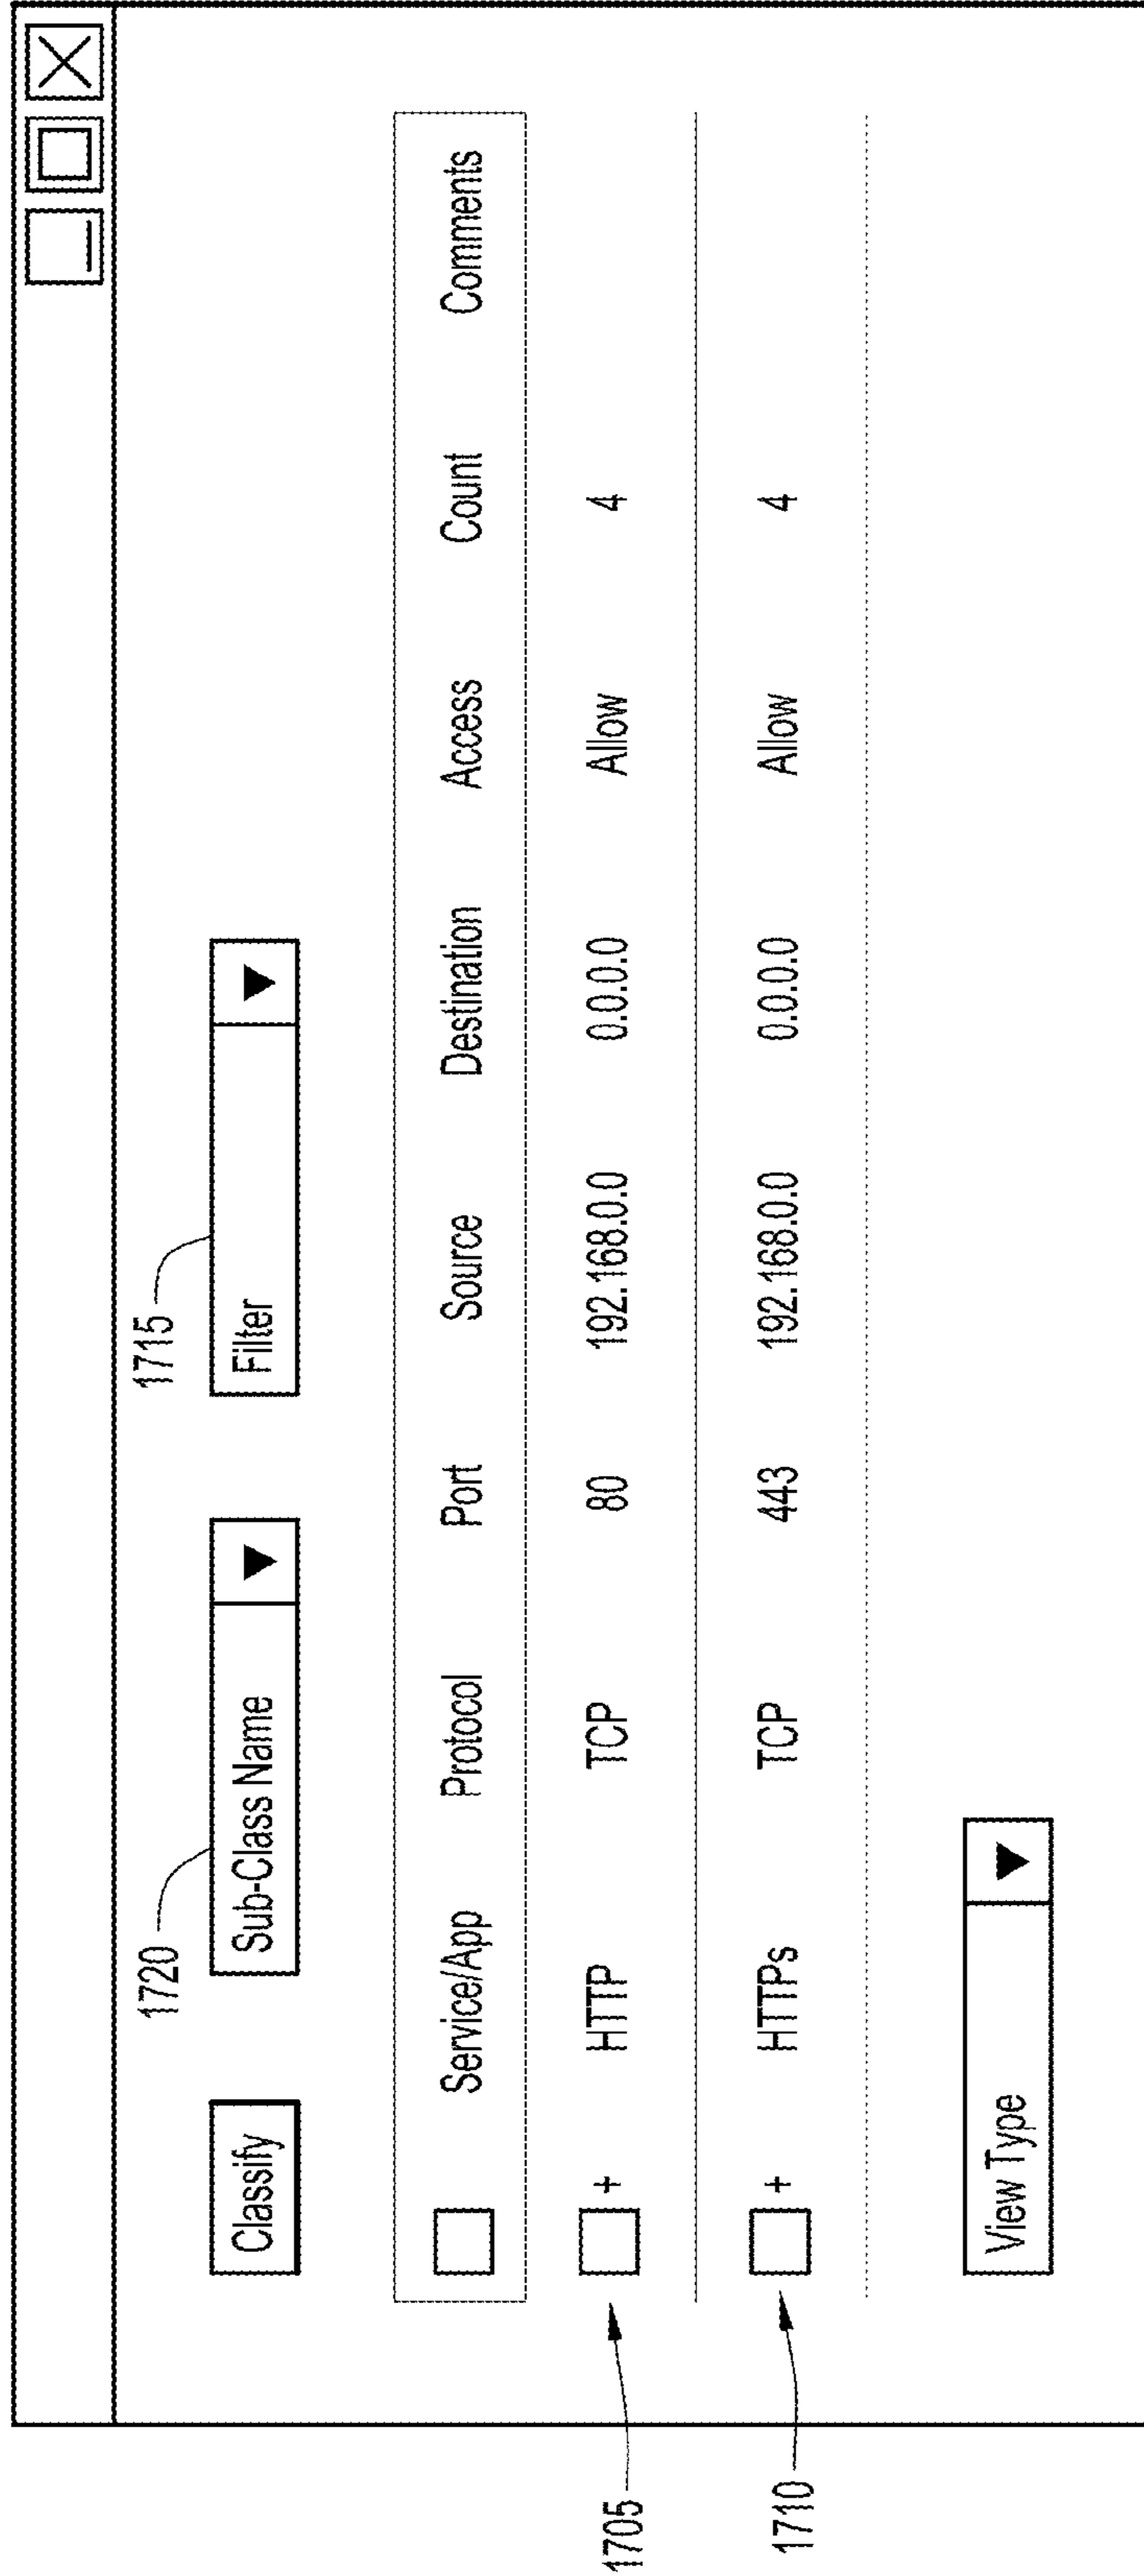 1720
1715
Classify
Sub-Class Name
Filter
Service/App Protocol Port Source Destination Access Count Comments
1705
+ HTTP TCP 80 192.168.0.0 0.0.0.0 Allow 4
1710
+ HTTPs TCP 443 192.168.0.0 0.0.0.0 Allow 4
View Type